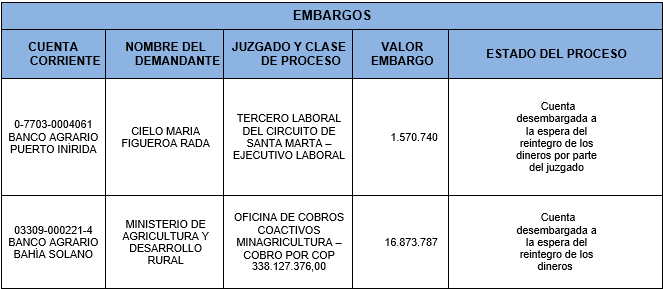 EMBARGOS
CUENTA
CORRIENTE
NOMBRE DEL
DEMANDANTE
JUZGADO Y CLASE
DE PROCESO
VALOR
EMBARGO
ESTADO DEL PROCESO
0-7703-0004061
BANCO AGRARIO
PUERTO INÍRIDA
CIELO MARIA
FIGUEROA RADA
TERCERO LABORAL
DEL CIRCUITO DE
SANTA MARTA –
EJECUTIVO LABORAL
1.570.740
Cuenta
desembargada a
la espera del
reintegro de los
dineros por parte
del juzgado
03309-000221-4
BANCO AGRARIO
BAHÌA SOLANO
MINISTERIO DE
AGRICULTURA Y
DESARROLLO
RURAL
OFICINA DE COBROS
COACTIVOS
MINAGRICULTURA –
COBRO POR COP
338.127.376,00
16.873.787
Cuenta
desembargada a
la espera del
reintegro de los
dineros